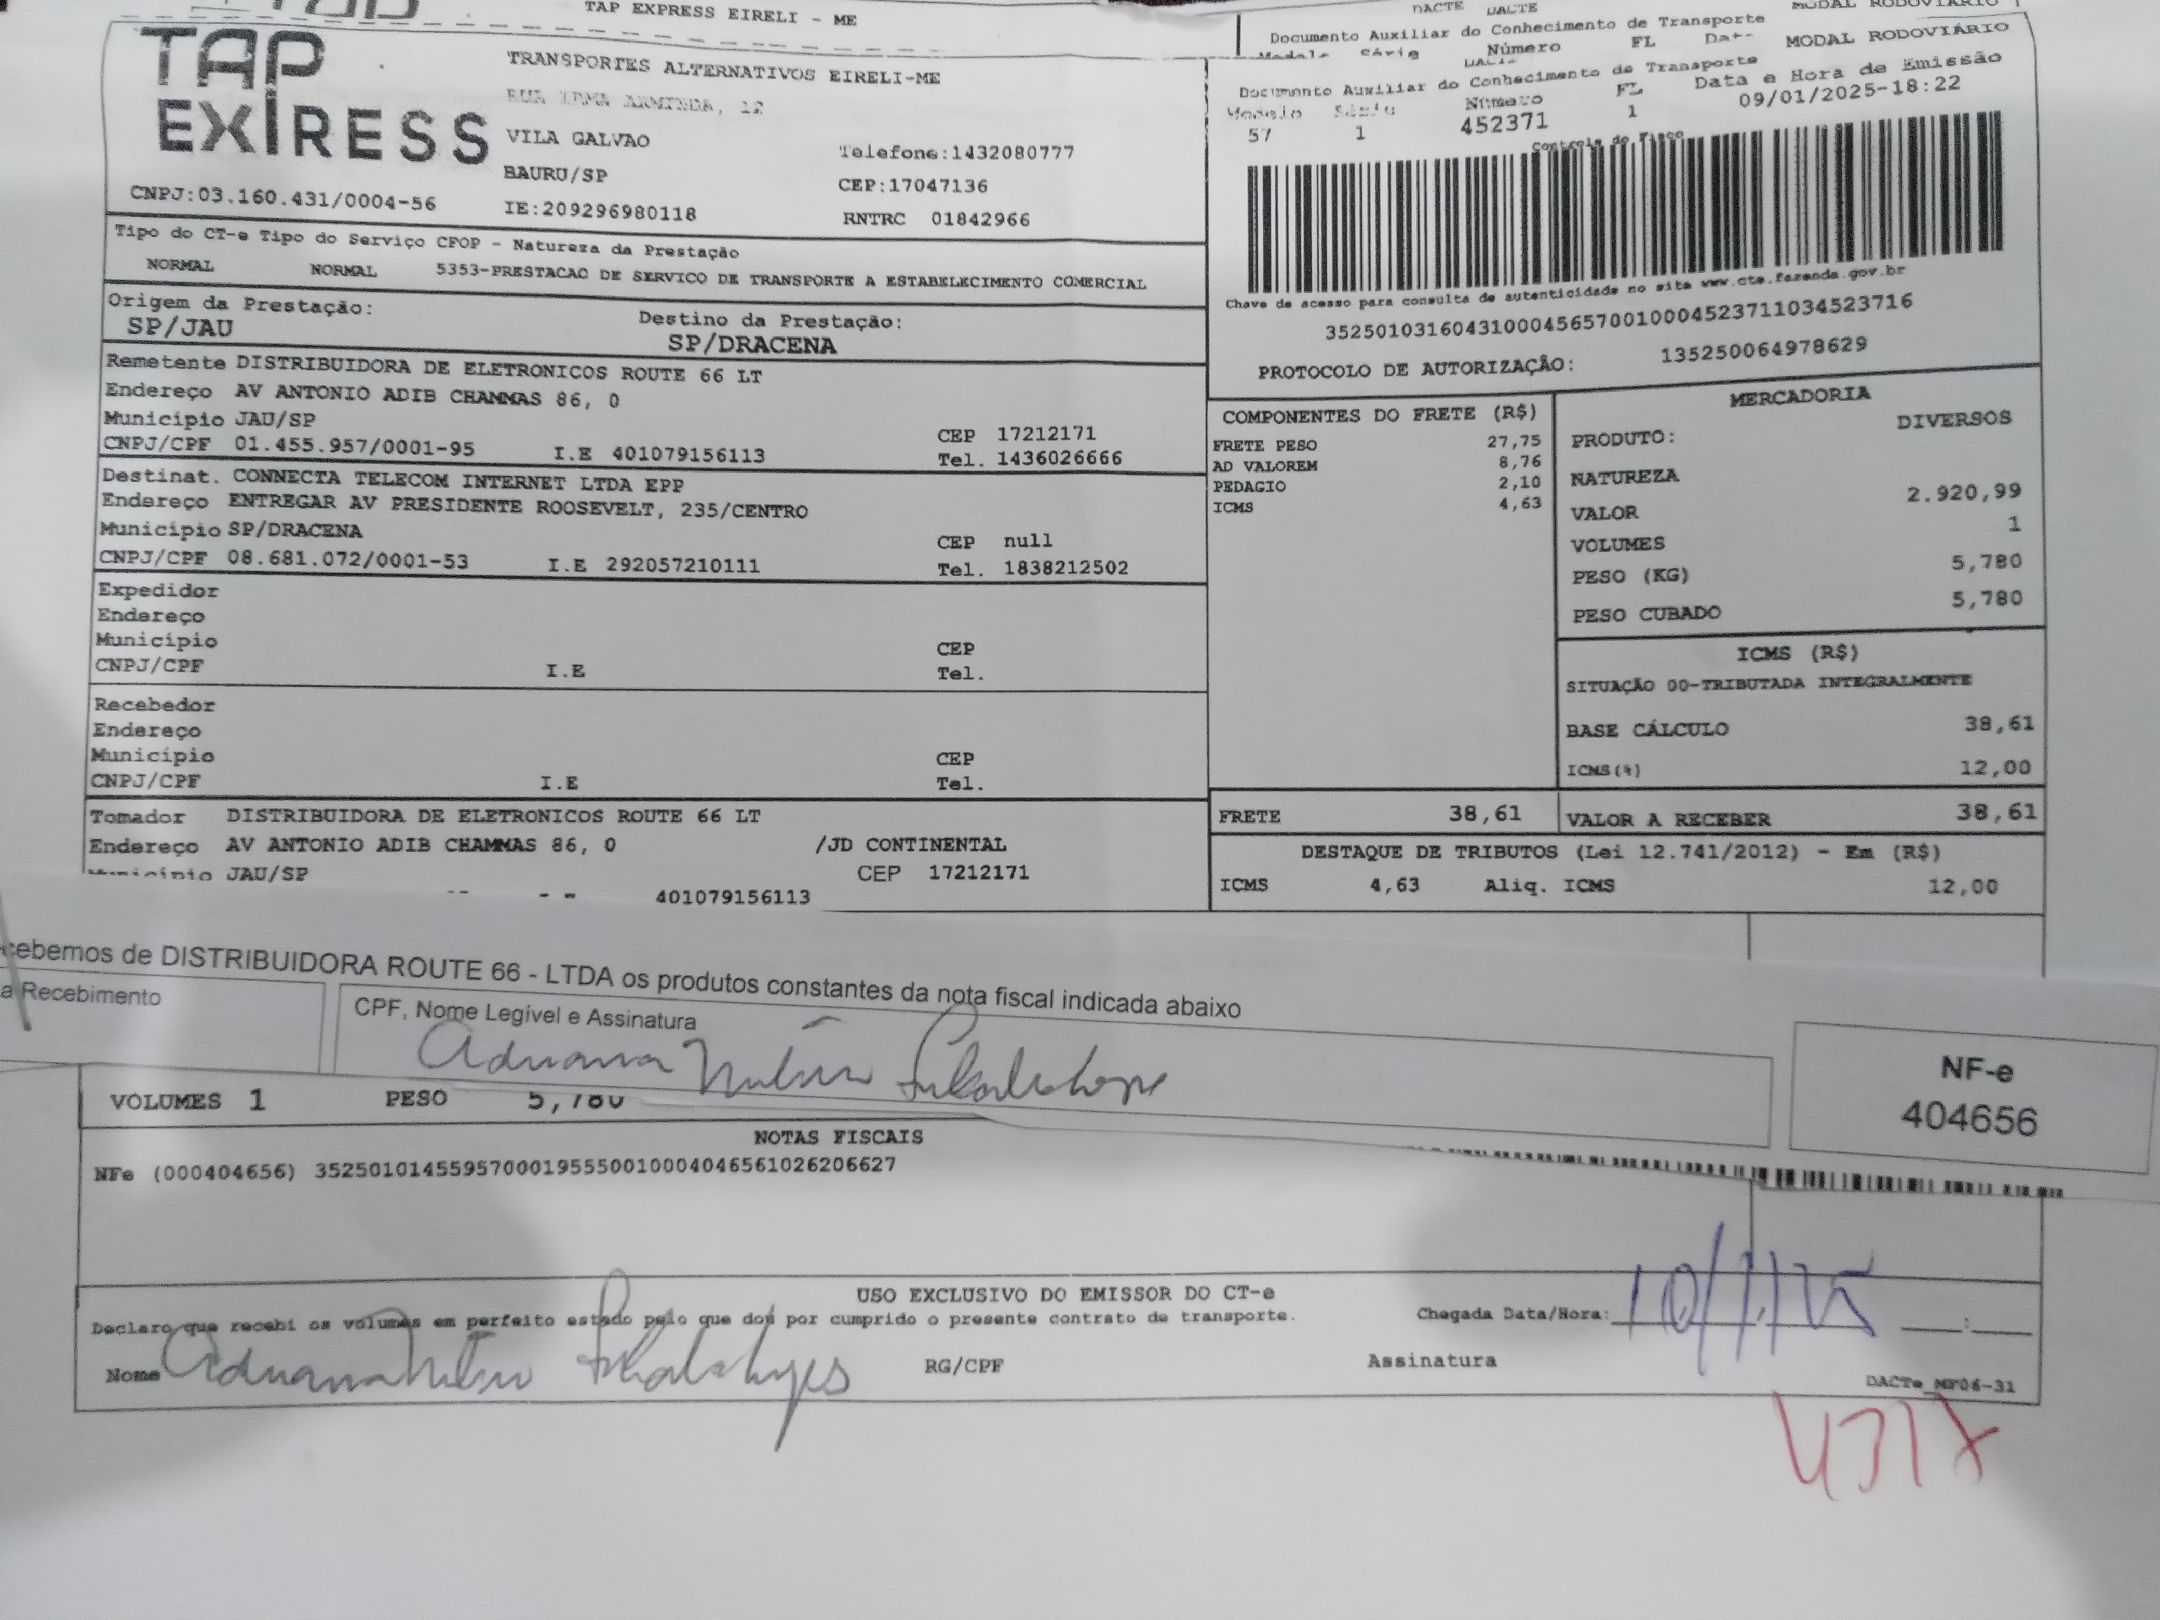 TAP EXPRESS EIRELI - ME
DACTE DACTE
Documento Auxiliar do Conhecimento de Transporte
MODAL RODOVIÁRIO
Número FL
MODAL RODOVIÁRIO
TAP
EXPRESS
TRANSPORTES ALTERNATIVOS EIRELI-ME
VILA GALVAO
Telefone:1432080777
BAURU/SP
CEP:17047136
CNPJ:03.160.431/0004-56
IE:209296980118
RNTRC 01842966
Documento Auxiliar do Conhecimento de Transporte
Modelo Série Número FL Data e Hora de Emissão
57 1 452371 1 09/01/2025-18:22
Controle do Fisco
Chave de acesso para consulta de autenticidade no site www.cte.fazenda.gov.br
35250103160431000456570010004523711034523716
PROTOCOLO DE AUTORIZAÇÃO: 135250064978629
Tipo do CT-e Tipo do Serviço CFOP - Natureza da Prestação
NORMAL NORMAL 5353-PRESTACAO DE SERVICO DE TRANSPORTE A ESTABELECIMENTO COMERCIAL
Origem da Prestação: Destino da Prestação:
SP/JAU SP/DRACENA
Remetente DISTRIBUIDORA DE ELETRONICOS ROUTE 66 LT
Endereço AV ANTONIO ADIB CHAMMAS 86, 0
Município JAU/SP CEP 17212171
CNPJ/CPF 01.455.957/0001-95 I.E 401079156113 Tel. 1436026666
Destinat. CONNECTA TELECOM INTERNET LTDA EPP
Endereço ENTREGAR AV PRESIDENTE ROOSEVELT, 235/CENTRO
Município SP/DRACENA CEP null
CNPJ/CPF 08.681.072/0001-53 I.E 292057210111 Tel. 1838212502
Expedidor
Endereço
Município CEP
CNPJ/CPF I.E Tel.
Recebedor
Endereço
Município CEP
CNPJ/CPF I.E Tel.
Tomador DISTRIBUIDORA DE ELETRONICOS ROUTE 66 LT
Endereço AV ANTONIO ADIB CHAMMAS 86, 0 /JD CONTINENTAL
Município JAU/SP CEP 17212171
401079156113
COMPONENTES DO FRETE (R$)
FRETE PESO 27,75
AD VALOREM 8,76
PEDAGIO 2,10
ICMS 4,63
MERCADORIA
PRODUTO: DIVERSOS
NATUREZA
VALOR 2.920,99
VOLUMES 1
PESO (KG) 5,780
PESO CUBADO 5,780
ICMS (R$)
SITUAÇÃO 00-TRIBUTADA INTEGRALMENTE
BASE CÁLCULO 38,61
ICMS(%) 12,00
FRETE 38,61 VALOR A RECEBER 38,61
DESTAQUE DE TRIBUTOS (Lei 12.741/2012) - Em (R$)
ICMS 4,63 Aliq. ICMS 12,00
cebemos de DISTRIBUIDORA ROUTE 66 - LTDA os produtos constantes da nota fiscal indicada abaixo
a Recebimento
CPF, Nome Legível e Assinatura
NF-e
404656
VOLUMES 1 PESO 5,780
NOTAS FISCAIS
NFe (000404656) 35250101455957000195550010004046561026206627
USO EXCLUSIVO DO EMISSOR DO CT-e
Declaro que recebi os volumes em perfeito estado pelo que dou por cumprido o presente contrato de transporte.
Chegada Data/Hora: 10/1/25 :
Nome RG/CPF Assinatura
DACTe_MF06-31